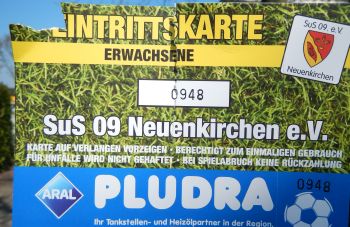 EINTRITTSKARTE
SuS 09. e.V.
ERWACHSENE
Neuenkirchen
0948
SuS 09 Neuenkirchen e.V.
KARTE AUF VERLANGEN VORZEIGEN • BERECHTIGT ZUM EINMALIGEN GEBRAUCH
FÜR UNFÄLLE WIRD NICHT GEHAFTET • BEI SPIELABBRUCH KEINE RÜCKZAHLUNG
ARAL
PLUDRA
0948
Ihr Tankstellen- und Heizölpartner in der Region.